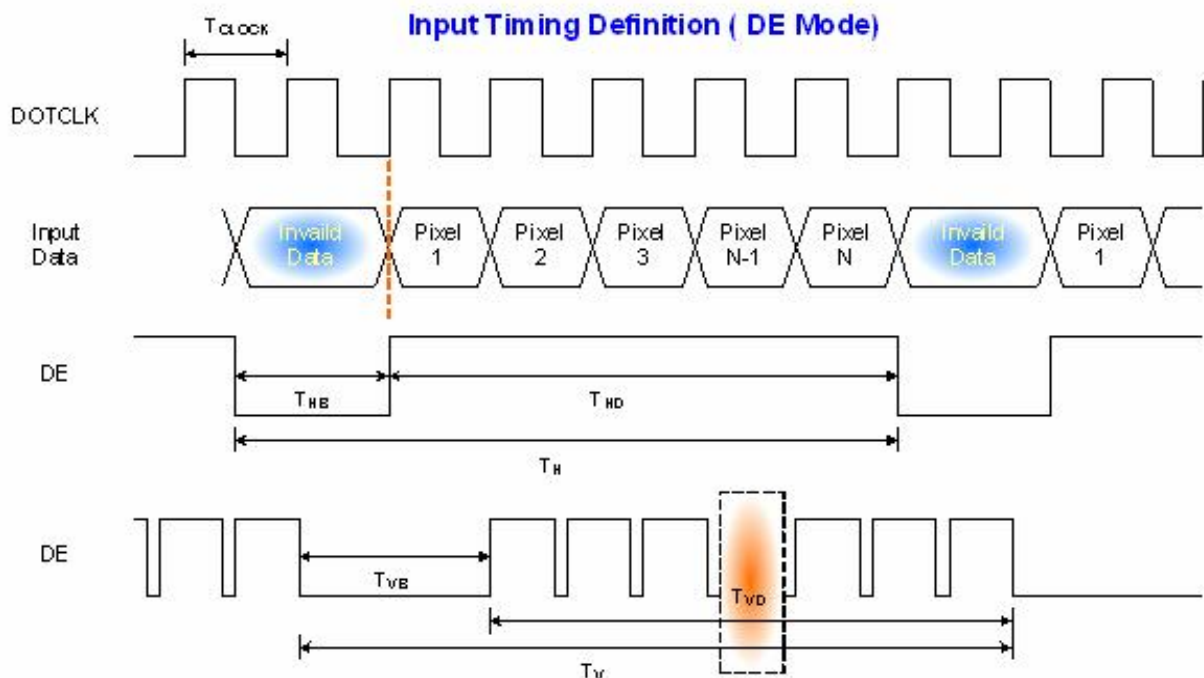 Input Timing Definition ( DE Mode)
TCLOCK
DOTCLK
Input
Data
Invaild
Data
Pixel
1
Pixel
2
Pixel
3
Pixel
N-1
Pixel
N
Invaild
Data
Pixel
1
DE
THB
THD
TH
DE
TVB
TVD
TV